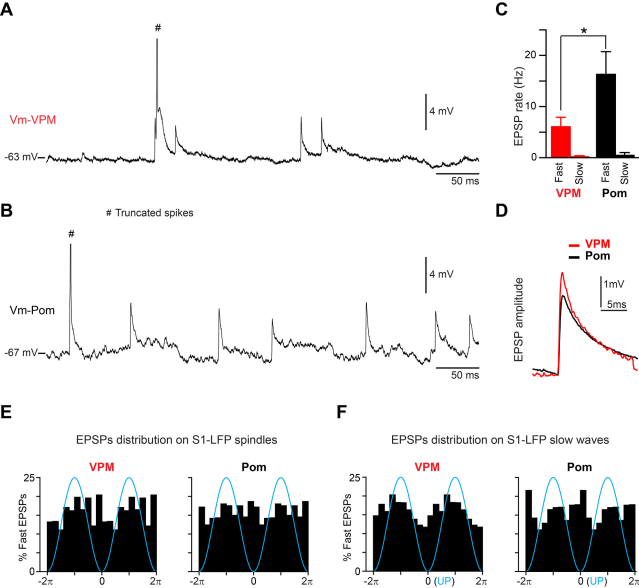 A
#
Vm-VPM
-63 mV
4 mV
50 ms
B
# Truncated spikes
#
Vm-Pom
-67 mV
4 mV
50 ms
C
*
EPSP rate (Hz)
20
10
0
Fast
Slow
Fast
Slow
VPM
Pom
D
VPM
Pom
1mV
5ms
EPSP amplitude
E
EPSPs distribution on S1-LFP spindles
VPM
Pom
% Fast EPSPs
25
0
-2π
0
2π
-2π
0
2π
F
EPSPs distribution on S1-LFP slow waves
VPM
Pom
% Fast EPSPs
25
0
-2π
0 (UP)
2π
-2π
0 (UP)
2π